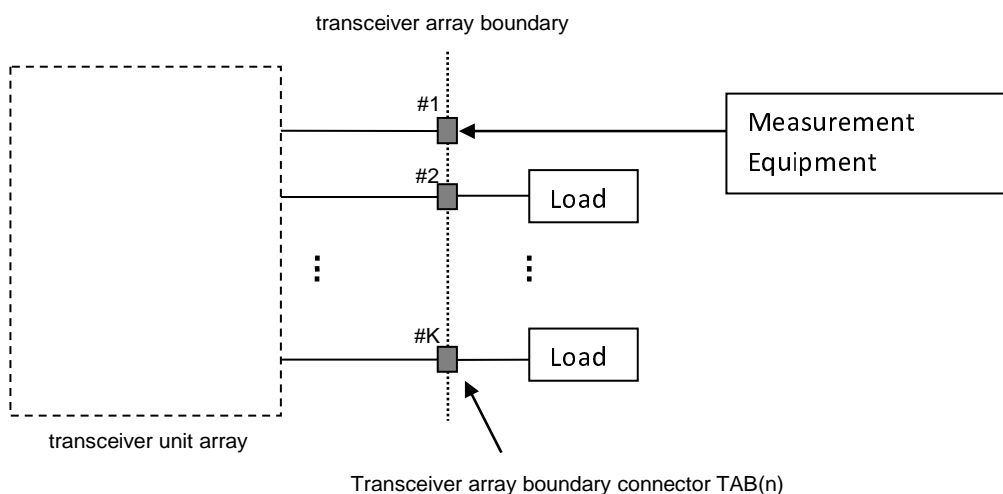 transceiver array boundary
#1
Measurement
Equipment
#2
Load
#K
Load
transceiver unit array
Transceiver array boundary connector TAB(n)